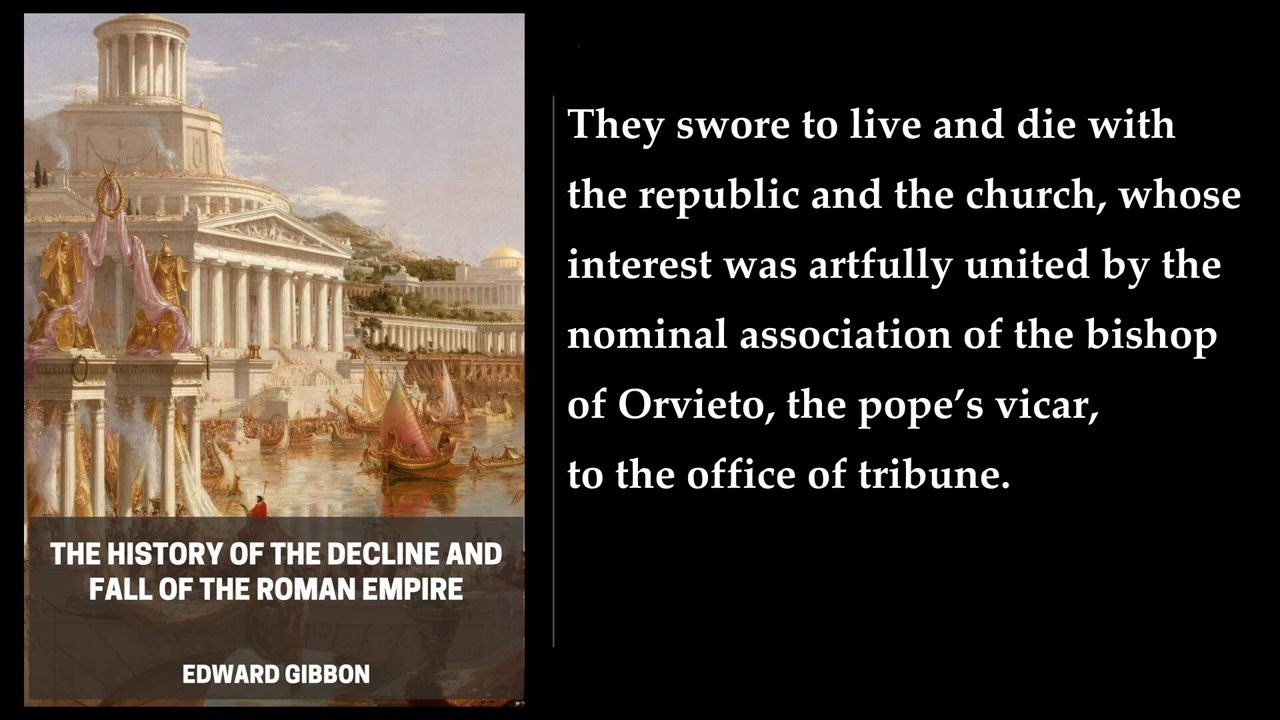 They swore to live and die with
the republic and the church, whose
interest was artfully united by the
nominal association of the bishop
of Orvieto, the pope’s vicar,
to the office of tribune.
THE HISTORY OF THE DECLINE AND
FALL OF THE ROMAN EMPIRE
EDWARD GIBBON